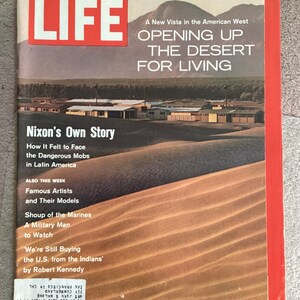 LIFE
A New Vista in the American West
OPENING UP
THE DESERT
FOR LIVING
Nixon's Own Story
How It Felt to Face
the Dangerous Mobs
in Latin America
ALSO THIS WEEK
Famous Artists
and Their Models
Shoup of the Marines
A Military Man
to Watch
'We're Still Buying
the U.S. from the Indians'
by Robert Kennedy